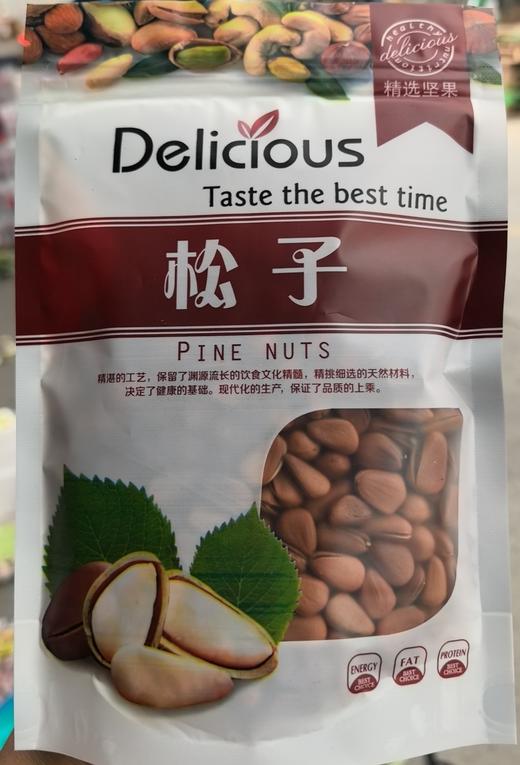 healthy
delicious
nutritional
精选坚果
Delicious
Taste the best time
松子
PINE NUTS
精湛的工艺，保留了渊源流长的饮食文化精髓，精挑细选的天然材料，
决定了健康的基础。现代化的生产，保证了品质的上乘。
ENERGY
BEST
CHOICE
FAT
BEST
CHOICE
PROTEIN
BEST
CHOICE